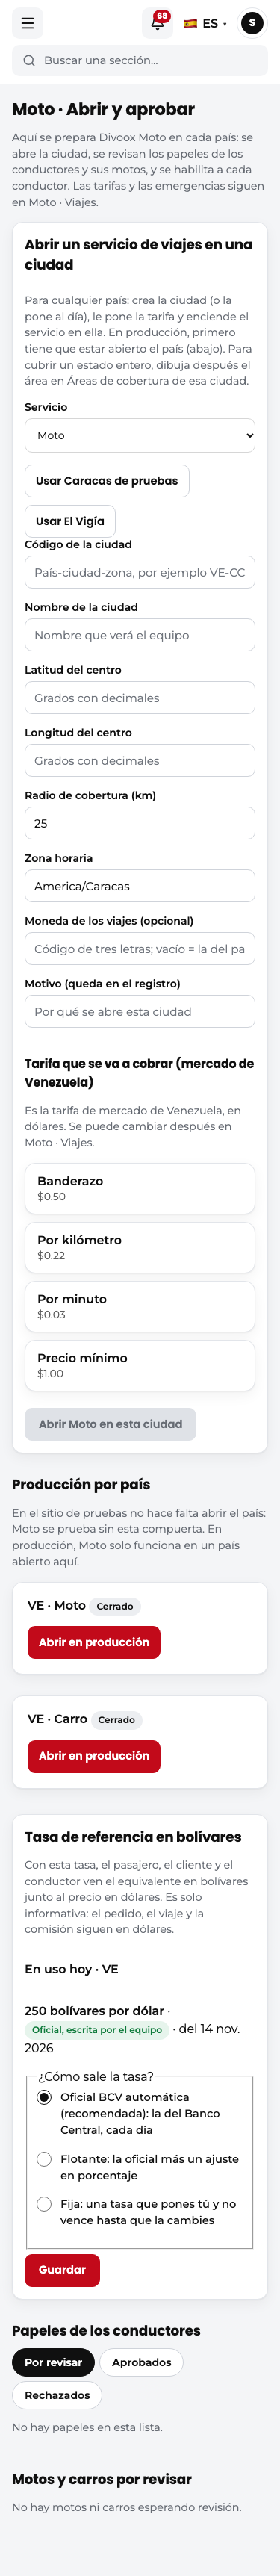 68
ES
S
Buscar una sección...
Moto · Abrir y aprobar
Aquí se prepara Divoox Moto en cada país: se
abre la ciudad, se revisan los papeles de los
conductores y sus motos, y se habilita a cada
conductor. Las tarifas y las emergencias siguen
en Moto · Viajes.
Abrir un servicio de viajes en una
ciudad
Para cualquier país: crea la ciudad (o la
pone al día), le pone la tarifa y enciende el
servicio en ella. En producción, primero
tiene que estar abierto el país (abajo). Para
cubrir un estado entero, dibuja después el
área en Áreas de cobertura de esa ciudad.
Servicio
Moto
Usar Caracas de pruebas
Usar El Vigía
Código de la ciudad
País-ciudad-zona, por ejemplo VE-CC
Nombre de la ciudad
Nombre que verá el equipo
Latitud del centro
Grados con decimales
Longitud del centro
Grados con decimales
Radio de cobertura (km)
25
Zona horaria
America/Caracas
Moneda de los viajes (opcional)
Código de tres letras; vacío = la del pa
Motivo (queda en el registro)
Por qué se abre esta ciudad
Tarifa que se va a cobrar (mercado de
Venezuela)
Es la tarifa de mercado de Venezuela, en
dólares. Se puede cambiar después en
Moto · Viajes.
Banderazo
$0.50
Por kilómetro
$0.22
Por minuto
$0.03
Precio mínimo
$1.00
Abrir Moto en esta ciudad
Producción por país
En el sitio de pruebas no hace falta abrir el país:
Moto se prueba sin esta compuerta. En
producción, Moto solo funciona en un país
abierto aquí.
VE · Moto Cerrado
Abrir en producción
VE · Carro Cerrado
Abrir en producción
Tasa de referencia en bolívares
Con esta tasa, el pasajero, el cliente y el
conductor ven el equivalente en bolívares
junto al precio en dólares. Es solo
informativa: el pedido, el viaje y la
comisión siguen en dólares.
En uso hoy · VE
250 bolívares por dólar ·
Oficial, escrita por el equipo · del 14 nov.
2026
¿Cómo sale la tasa?
Oficial BCV automática
(recomendada): la del Banco
Central, cada día
Flotante: la oficial más un ajuste
en porcentaje
Fija: una tasa que pones tú y no
vence hasta que la cambies
Guardar
Papeles de los conductores
Por revisar
Aprobados
Rechazados
No hay papeles en esta lista.
Motos y carros por revisar
No hay motos ni carros esperando revisión.